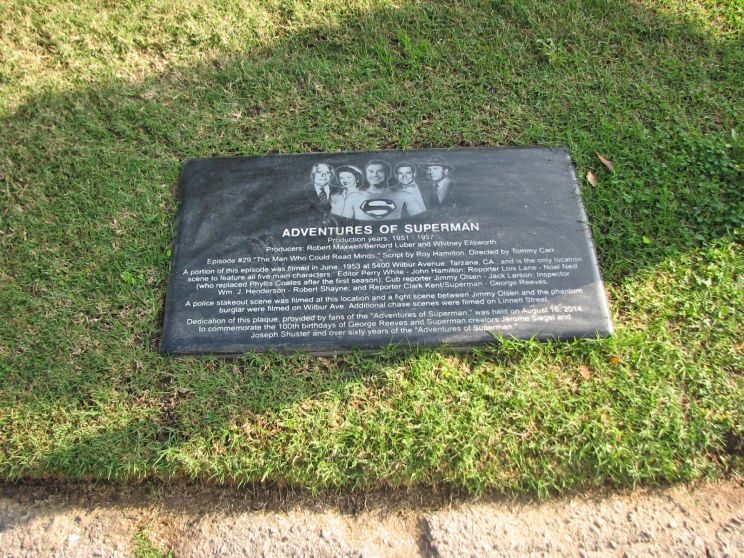 ADVENTURES OF SUPERMAN
Production years: 1951 - 1957
Producers: Robert Maxwell/Bernard Luber and Whitney Ellsworth
Episode #29 "The Man Who Could Read Minds," Script by Roy Hamilton. Directed by Tommy Carr.
A portion of this episode was filmed in June, 1953 at 5400 Wilbur Avenue, Tarzana, CA., and is the only location
scene to feature all five main characters: Editor Perry White - John Hamilton; Reporter Lois Lane - Noel Neill
(who replaced Phyllis Coates after the first season); Cub reporter Jimmy Olsen - Jack Larson; Inspector
Wm. J. Henderson - Robert Shayne; and Reporter Clark Kent/Superman - George Reeves.
A police stakeout scene was filmed at this location and a fight scene between Jimmy Olsen and the phantom
burglar were filmed on Wilbur Ave. Additional chase scenes were filmed on Linnett Street.
Dedication of this plaque, provided by fans of the "Adventures of Superman," was held on August 16, 2014
to commemorate the 100th birthdays of George Reeves and Superman creators Jerome Siegel and
Joseph Shuster and over sixty years of the "Adventures of Superman."